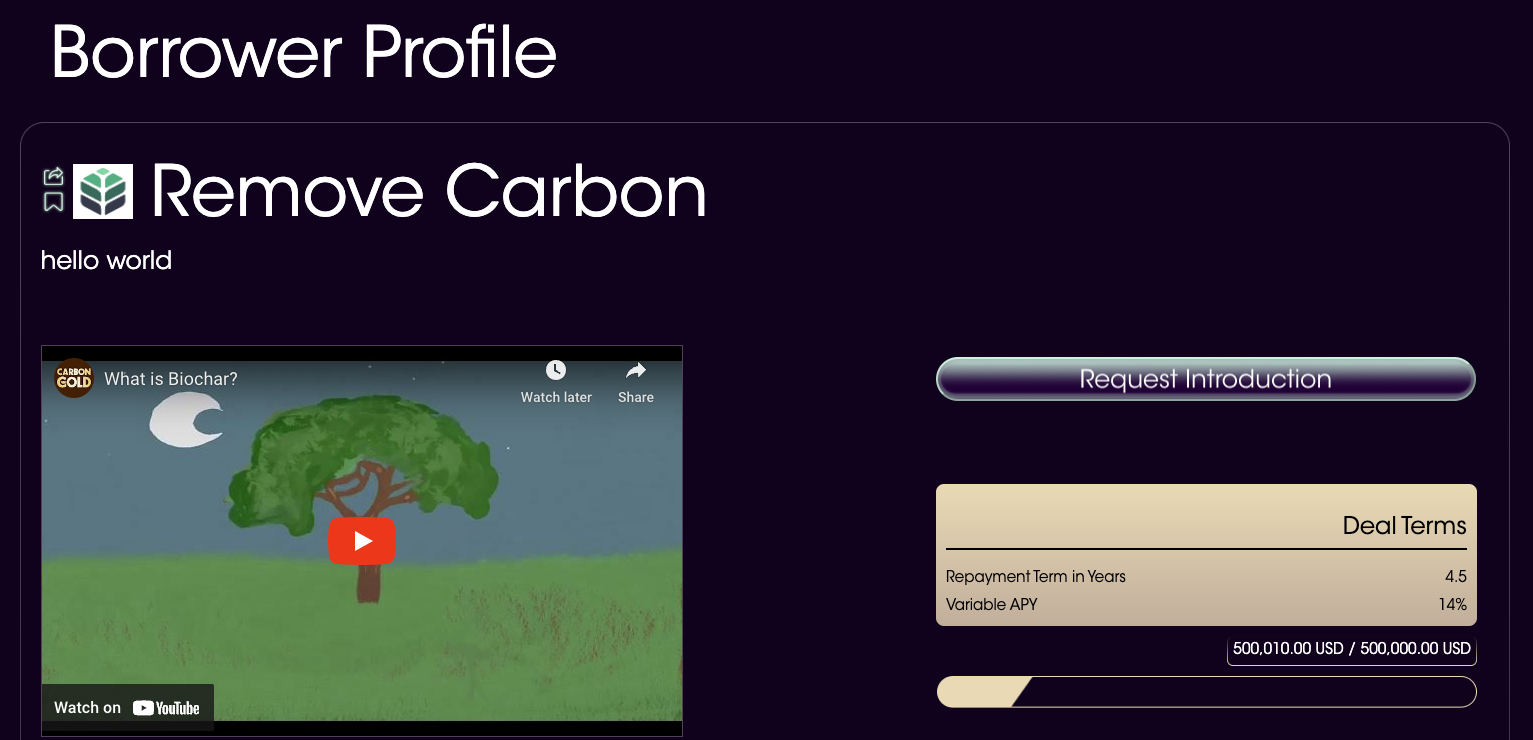 Borrower Profile
Remove Carbon
hello world
CARBON
GOLD
What is Biochar?
Watch later
Share
Watch on YouTube
Request Introduction
Deal Terms
Repayment Term in Years 4.5
Variable APY 14%
500,010.00 USD / 500,000.00 USD